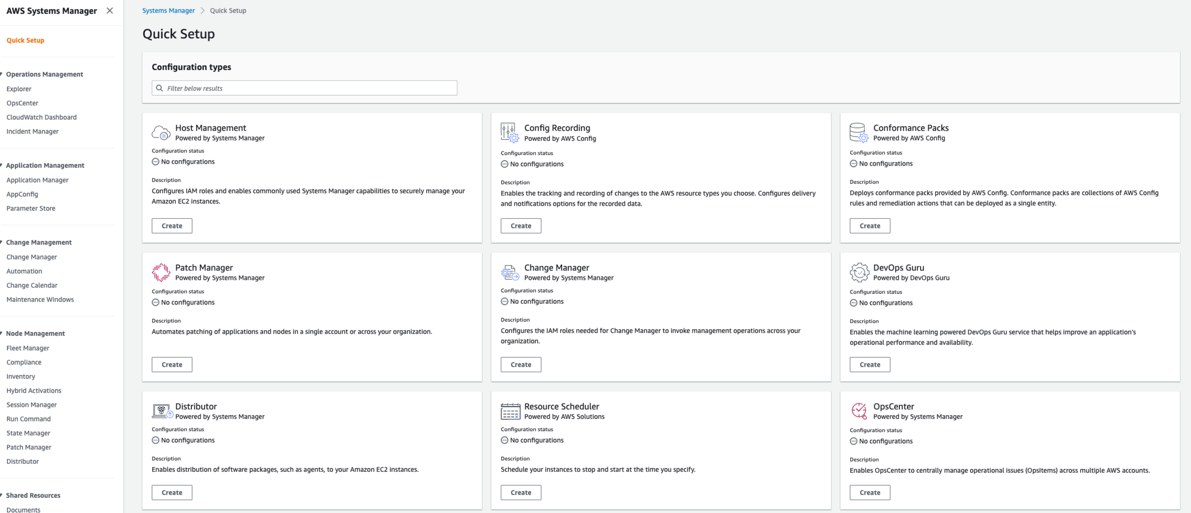 AWS Systems Manager
Quick Setup
Operations Management
Explorer
OpsCenter
CloudWatch Dashboard
Incident Manager
Application Management
Application Manager
AppConfig
Parameter Store
Change Management
Change Manager
Automation
Change Calendar
Maintenance Windows
Node Management
Fleet Manager
Compliance
Inventory
Hybrid Activations
Session Manager
Run Command
State Manager
Patch Manager
Distributor
Shared Resources
Documents
Systems Manager > Quick Setup
Quick Setup
Configuration types
Filter below results
Host Management
Powered by Systems Manager
Configuration status
No configurations
Description
Configures IAM roles and enables commonly used Systems Manager capabilities to securely manage your
Amazon EC2 instances.
Create
Config Recording
Powered by AWS Config
Configuration status
No configurations
Description
Enables the tracking and recording of changes to the AWS resource types you choose. Configures delivery
and notifications options for the recorded data.
Create
Conformance Packs
Powered by AWS Config
Configuration status
No configurations
Description
Deploys conformance packs provided by AWS Config. Conformance packs are collections of AWS Config
rules and remediation actions that can be deployed as a single entity.
Create
Patch Manager
Powered by Systems Manager
Configuration status
No configurations
Description
Automates patching of applications and nodes in a single account or across your organization.
Create
Change Manager
Powered by Systems Manager
Configuration status
No configurations
Description
Configures the IAM roles needed for Change Manager to invoke management operations across your
organization.
Create
DevOps Guru
Powered by DevOps Guru
Configuration status
No configurations
Description
Enables the machine learning powered DevOps Guru service that helps improve an application's
operational performance and availability.
Create
Distributor
Powered by Systems Manager
Configuration status
No configurations
Description
Enables distribution of software packages, such as agents, to your Amazon EC2 instances.
Create
Resource Scheduler
Powered by AWS Solutions
Configuration status
No configurations
Description
Schedule your instances to stop and start at the time you specify.
Create
OpsCenter
Powered by Systems Manager
Configuration status
No configurations
Description
Enables OpsCenter to centrally manage operational issues (OpsItems) across multiple AWS accounts.
Create